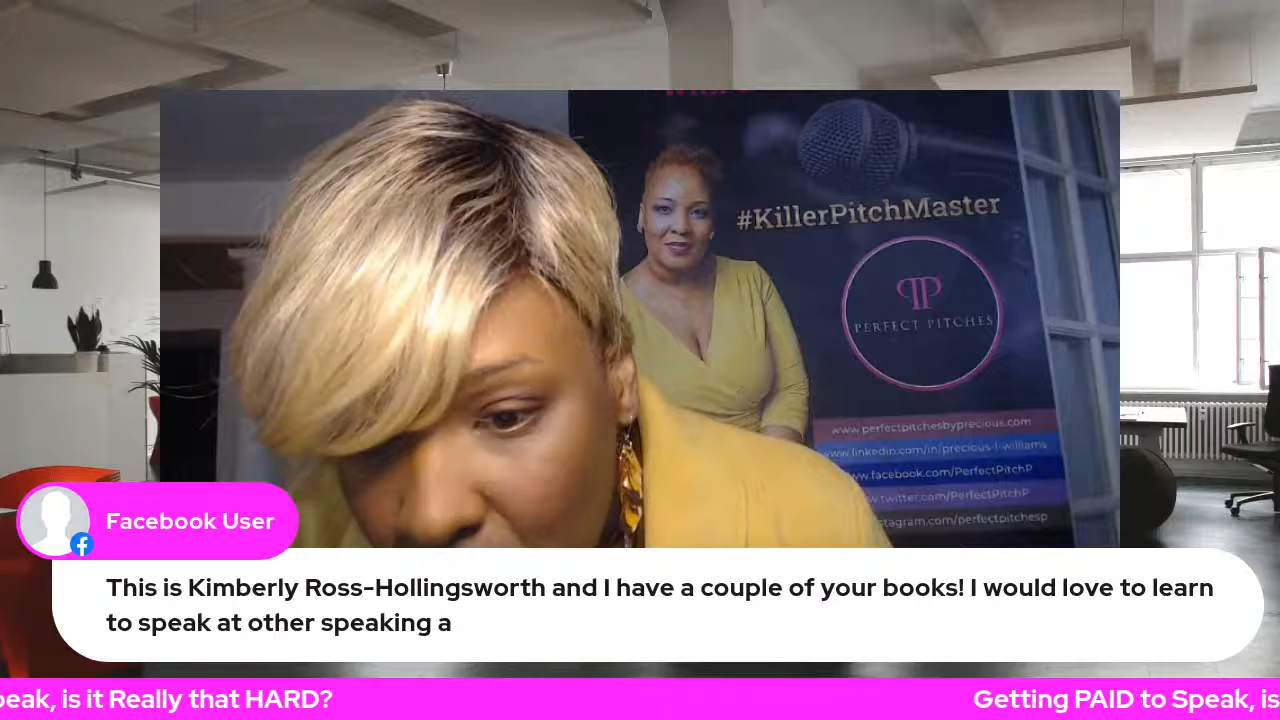 #KillerPitchMaster
PP
PERFECT PITCHES
www.perfectpitchesbyprecious.com
www.linkedin.com/in/precious-l-williams
www.facebook.com/PerfectPitchP
w.twitter.com/PerfectPitchP
stagram.com/perfectpitchesp
Facebook User
This is Kimberly Ross-Hollingsworth and I have a couple of your books! I would love to learn
to speak at other speaking a
peak, is it Really that HARD?
Getting PAID to Speak, is